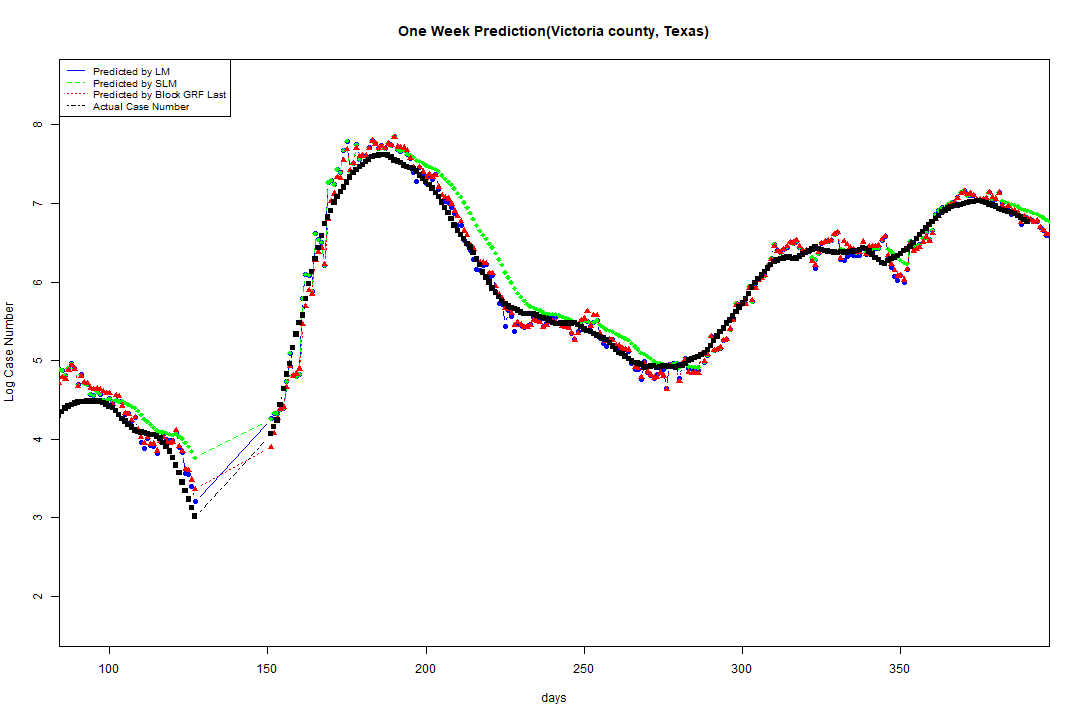 One Week Prediction(Victoria county, Texas)
Predicted by LM
Predicted by SLM
Predicted by Block GRF Last
Actual Case Number
Log Case Number
8
7
6
5
4
3
2
100 150 200 250 300 350
days